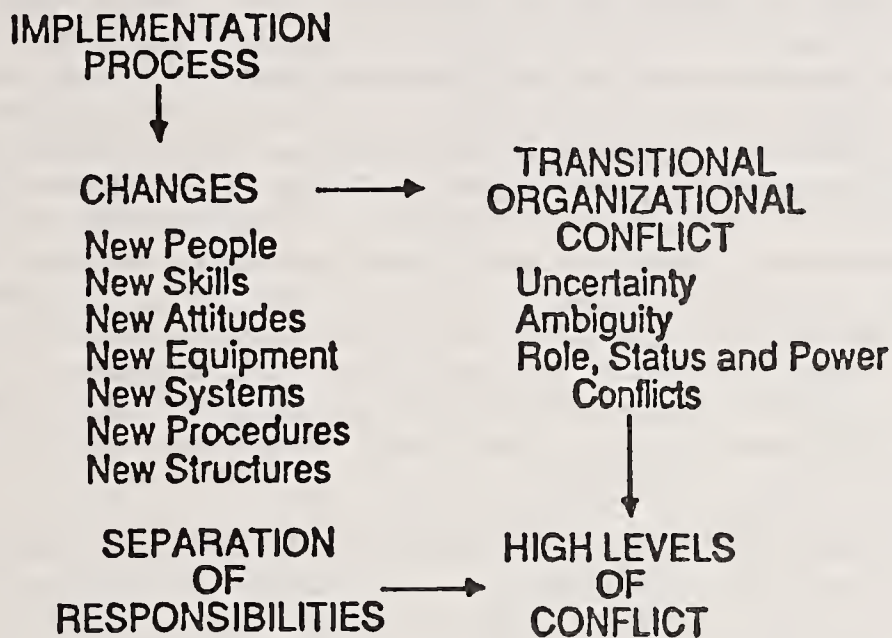 IMPLEMENTATION
PROCESS
CHANGES
New People
New Skills
New Attitudes
New Equipment
New Systems
New Procedures
New Structures
TRANSITIONAL
ORGANIZATIONAL
CONFLICT
Uncertainty
Ambiguity
Role, Status and Power
Conflicts
SEPARATION
OF
RESPONSIBILITIES
HIGH LEVELS
OF
CONFLICT